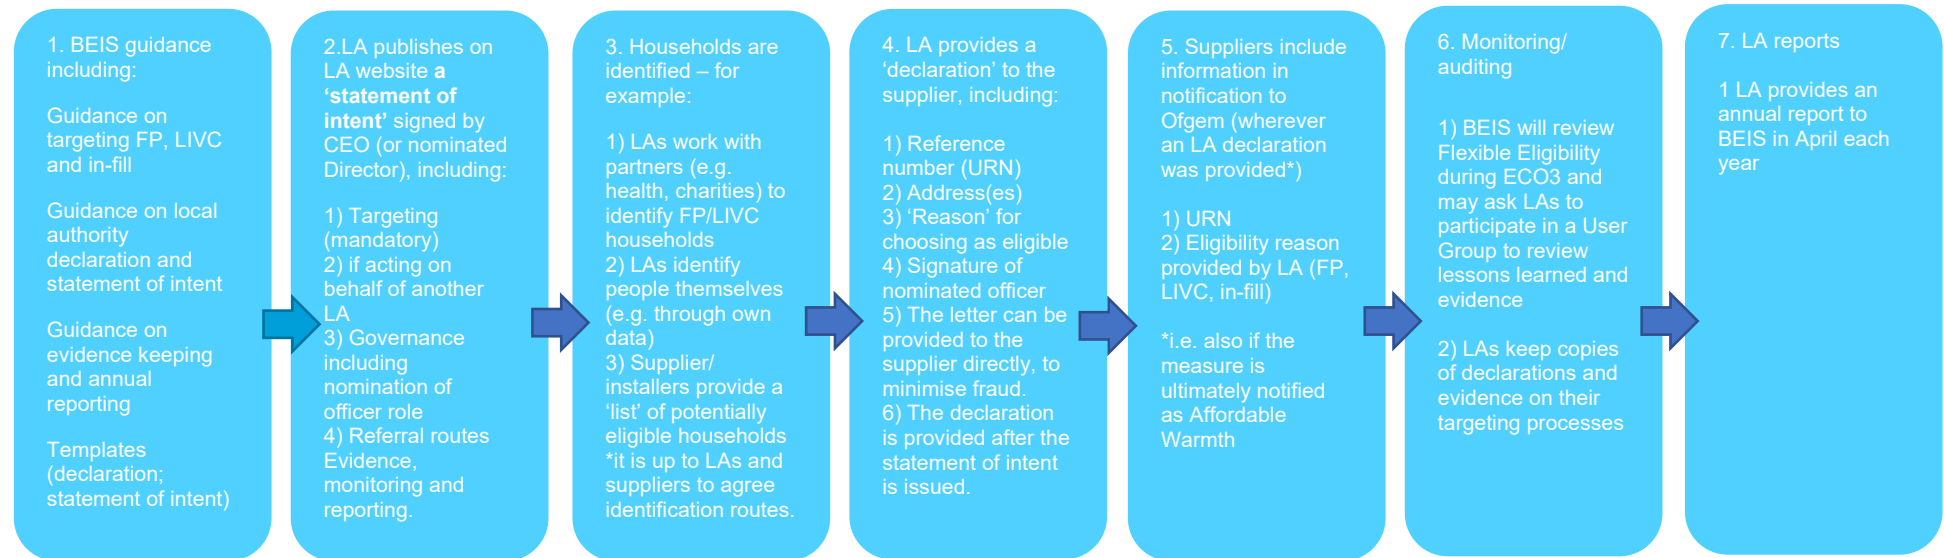 1. BEIS guidance
including:
Guidance on
targeting FP, LIVC
and in-fill
Guidance on local
authority
declaration and
statement of intent
Guidance on
evidence keeping
and annual
reporting
Templates
(declaration;
statement of intent)
2.LA publishes on
LA website a
‘statement of
intent’ signed by
CEO (or nominated
Director), including:
1) Targeting
(mandatory)
2) if acting on
behalf of another
LA
3) Governance
including
nomination of
officer role
4) Referral routes
Evidence,
monitoring and
reporting.
3. Households are
identified – for
example:
1) LAs work with
partners (e.g.
health, charities) to
identify FP/LIVC
households
2) LAs identify
people themselves
(e.g. through own
data)
3) Supplier/
installers provide a
‘list’ of potentially
eligible households
*it is up to LAs and
suppliers to agree
identification routes.
4. LA provides a
‘declaration’ to the
supplier, including:
1) Reference
number (URN)
2) Address(es)
3) ‘Reason’ for
choosing as eligible
4) Signature of
nominated officer
5) The letter can be
provided to the
supplier directly, to
minimise fraud.
6) The declaration
is provided after the
statement of intent
is issued.
5. Suppliers include
information in
notification to
Ofgem (wherever
an LA declaration
was provided*)
1) URN
2) Eligibility reason
provided by LA (FP,
LIVC, in-fill)
*i.e. also if the
measure is
ultimately notified
as Affordable
Warmth
6. Monitoring/
auditing
1) BEIS will review
Flexible Eligibility
during ECO3 and
may ask LAs to
participate in a User
Group to review
lessons learned and
evidence
2) LAs keep copies
of declarations and
evidence on their
targeting processes
7. LA reports
1 LA provides an
annual report to
BEIS in April each
year